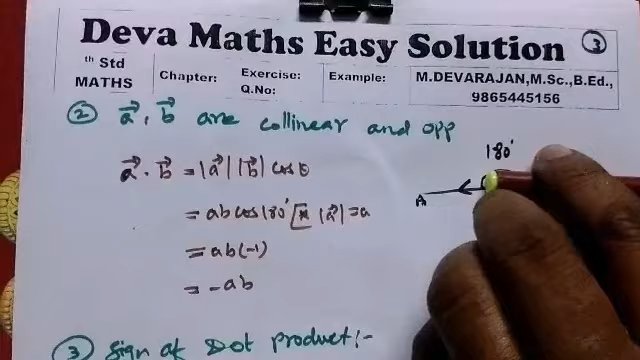 Deva Maths Easy Solution ③
th Std
MATHS
Chapter:
Exercise:
Q.No:
Example:
M.DEVARAJAN,M.Sc.,B.Ed.,
9865445156
② a⃗, b⃗ are collinear and opp
180°
A
a⃗ · b⃗ = |a⃗| |b⃗| cos θ
= ab cos 180° [∵ |a⃗| = a
= ab(-1)
= -ab
③ Sign of Dot product:-